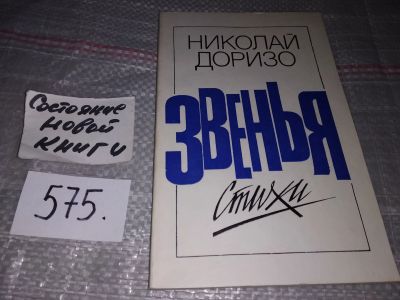 Состояние
новой
книги
575.
НИКОЛАЙ
ДОРИЗО
ЗВЕНЬЯ
Стихи